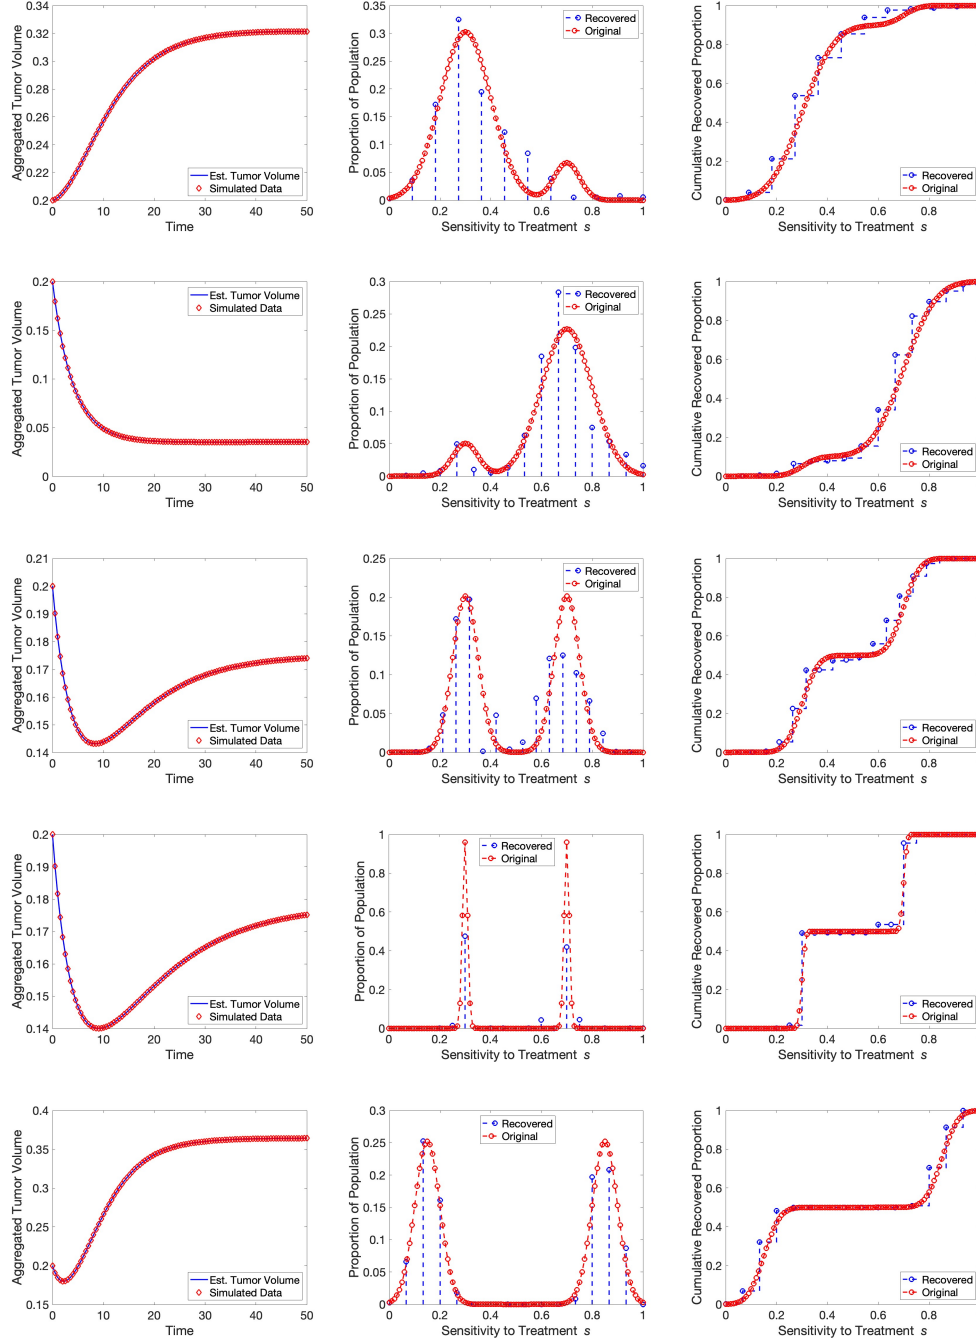 Aggregated Tumor Volume
0.34
0.32
0.3
0.28
0.26
0.24
0.22
0.2
0 10 20 30 40 50
Time
Est. Tumor Volume
Simulated Data
Proportion of Population
0.35
0.3
0.25
0.2
0.15
0.1
0.05
0
0 0.2 0.4 0.6 0.8 1
Sensitivity to Treatment s
Recovered
Original
Cumulative Recovered Proportion
1
0.8
0.6
0.4
0.2
0
0 0.2 0.4 0.6 0.8
Sensitivity to Treatment s
Recovered
Original
Aggregated Tumor Volume
0.2
0.15
0.1
0.05
0
0 10 20 30 40 50
Time
Est. Tumor Volume
Simulated Data
Proportion of Population
0.3
0.25
0.2
0.15
0.1
0.05
0
0 0.2 0.4 0.6 0.8 1
Sensitivity to Treatment s
Recovered
Original
Cumulative Recovered Proportion
1
0.8
0.6
0.4
0.2
0
0 0.2 0.4 0.6 0.8
Sensitivity to Treatment s
Recovered
Original
Aggregated Tumor Volume
0.21
0.2
0.19
0.18
0.17
0.16
0.15
0.14
0 10 20 30 40 50
Time
Est. Tumor Volume
Simulated Data
Proportion of Population
0.25
0.2
0.15
0.1
0.05
0
0 0.2 0.4 0.6 0.8 1
Sensitivity to Treatment s
Recovered
Original
Cumulative Recovered Proportion
1
0.8
0.6
0.4
0.2
0
0 0.2 0.4 0.6 0.8
Sensitivity to Treatment s
Recovered
Original
Aggregated Tumor Volume
0.2
0.19
0.18
0.17
0.16
0.15
0.14
0 10 20 30 40 50
Time
Est. Tumor Volume
Simulated Data
Proportion of Population
1
0.8
0.6
0.4
0.2
0
0 0.2 0.4 0.6 0.8 1
Sensitivity to Treatment s
Recovered
Original
Cumulative Recovered Proportion
1
0.8
0.6
0.4
0.2
0
0 0.2 0.4 0.6 0.8
Sensitivity to Treatment s
Recovered
Original
Aggregated Tumor Volume
0.4
0.35
0.3
0.25
0.2
0.15
0 10 20 30 40 50
Time
Est. Tumor Volume
Simulated Data
Proportion of Population
0.3
0.25
0.2
0.15
0.1
0.05
0
0 0.2 0.4 0.6 0.8 1
Sensitivity to Treatment s
Recovered
Original
Cumulative Recovered Proportion
1
0.8
0.6
0.4
0.2
0
0 0.2 0.4 0.6 0.8
Sensitivity to Treatment s
Recovered
Original